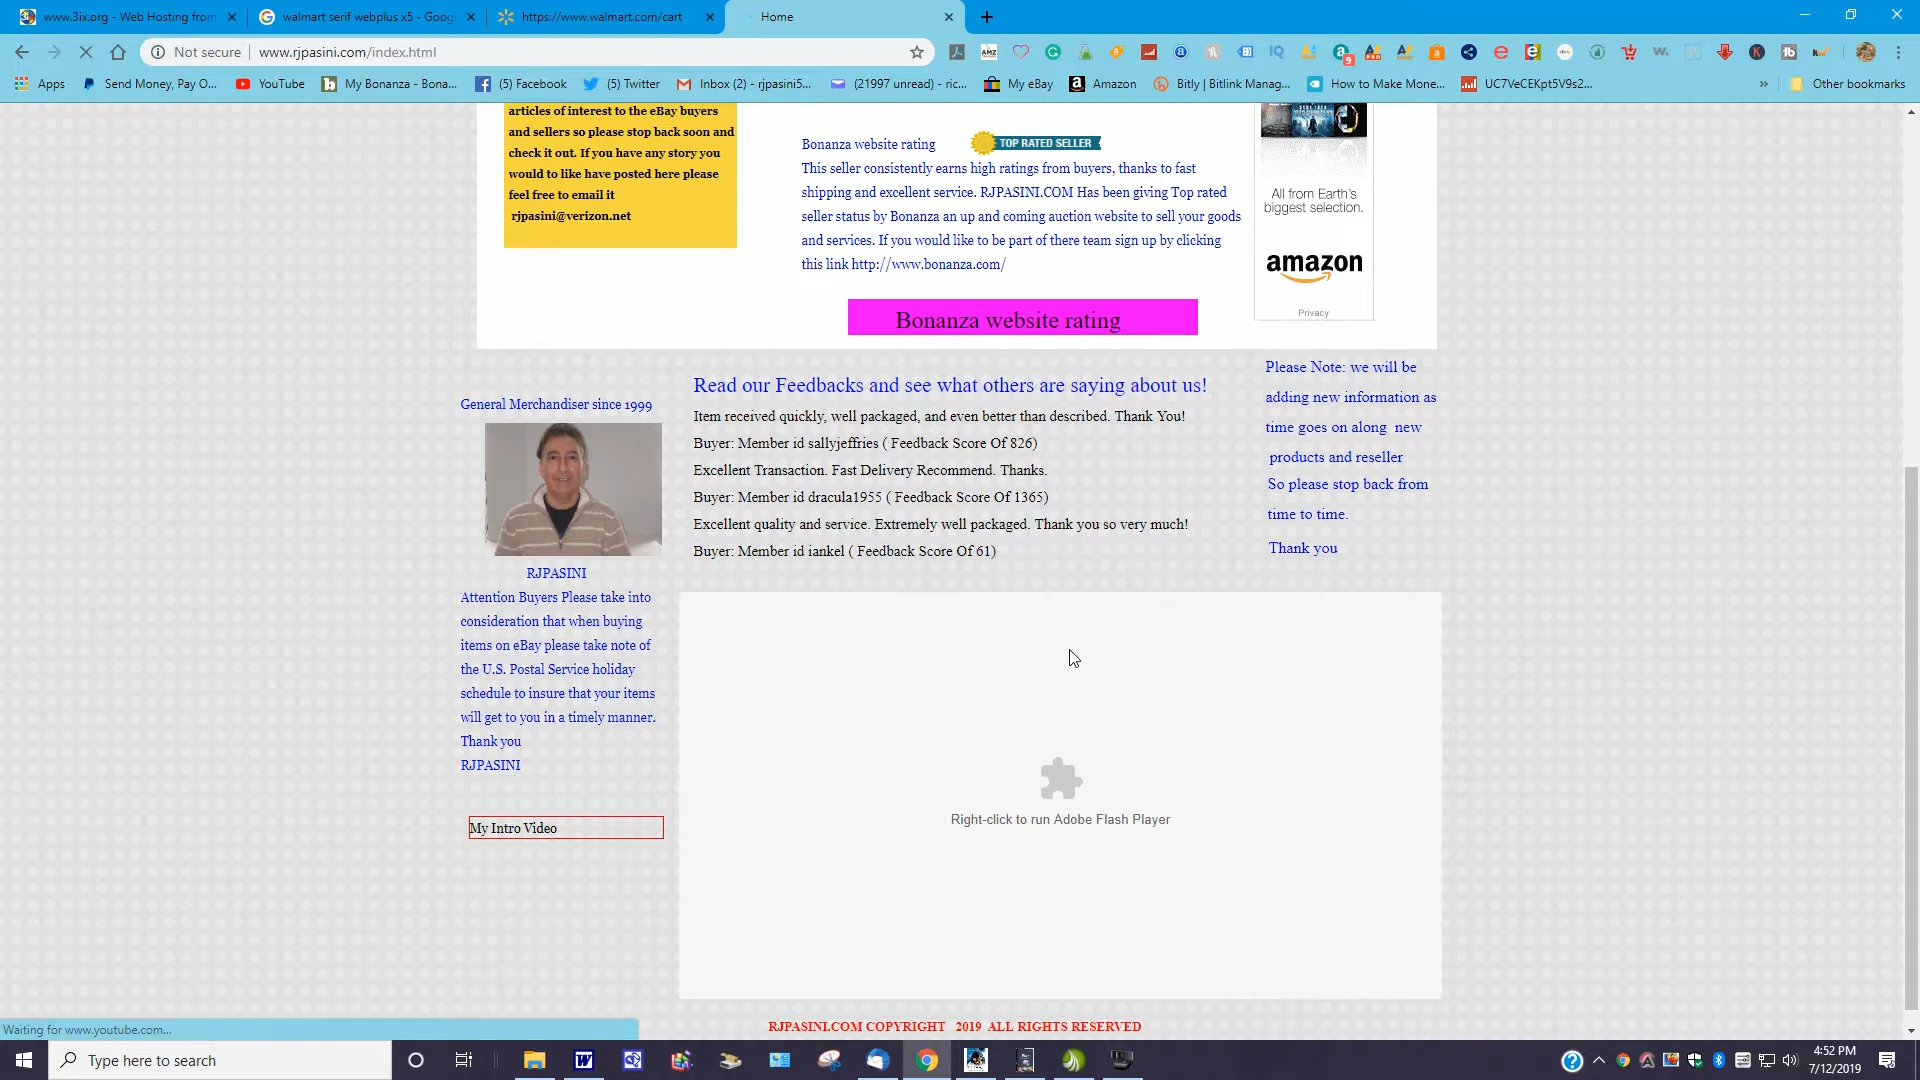 www.3ix.org - Web Hosting from
walmart serif webplus x5 - Goog
https://www.walmart.com/cart
Home
Not secure
www.rjpasini.com/index.html
Apps
Send Money, Pay O...
YouTube
My Bonanza - Bona...
(5) Facebook
(5) Twitter
Inbox (2) - rjpasini5...
(21997 unread) - ric...
My eBay
Amazon
Bitly | Bitlink Manag...
How to Make Mone...
UC7VeCEKpt5V9s2...
»
Other bookmarks
articles of interest to the eBay buyers
and sellers so please stop back soon and
check it out. If you have any story you
would to like have posted here please
feel free to email it
rjpasini@verizon.net
Bonanza website rating
TOP RATED SELLER
This seller consistently earns high ratings from buyers, thanks to fast
shipping and excellent service. RJPASINI.COM Has been giving Top rated
seller status by Bonanza an up and coming auction website to sell your goods
and services. If you would like to be part of there team sign up by clicking
this link http://www.bonanza.com/
Bonanza website rating
All from Earth's
biggest selection.
amazon
Privacy
General Merchandiser since 1999
RJPASINI
Attention Buyers Please take into
consideration that when buying
items on eBay please take note of
the U.S. Postal Service holiday
schedule to insure that your items
will get to you in a timely manner.
Thank you
RJPASINI
My Intro Video
Read our Feedbacks and see what others are saying about us!
Item received quickly, well packaged, and even better than described. Thank You!
Buyer: Member id sallyjeffries ( Feedback Score Of 826)
Excellent Transaction. Fast Delivery Recommend. Thanks.
Buyer: Member id dracula1955 ( Feedback Score Of 1365)
Excellent quality and service. Extremely well packaged. Thank you so very much!
Buyer: Member id iankel ( Feedback Score Of 61)
Please Note: we will be
adding new information as
time goes on along new
products and reseller
So please stop back from
time to time.
Thank you
Right-click to run Adobe Flash Player
Waiting for www.youtube.com...
RJPASINI.COM COPYRIGHT 2019 ALL RIGHTS RESERVED
Type here to search
4:52 PM
7/12/2019